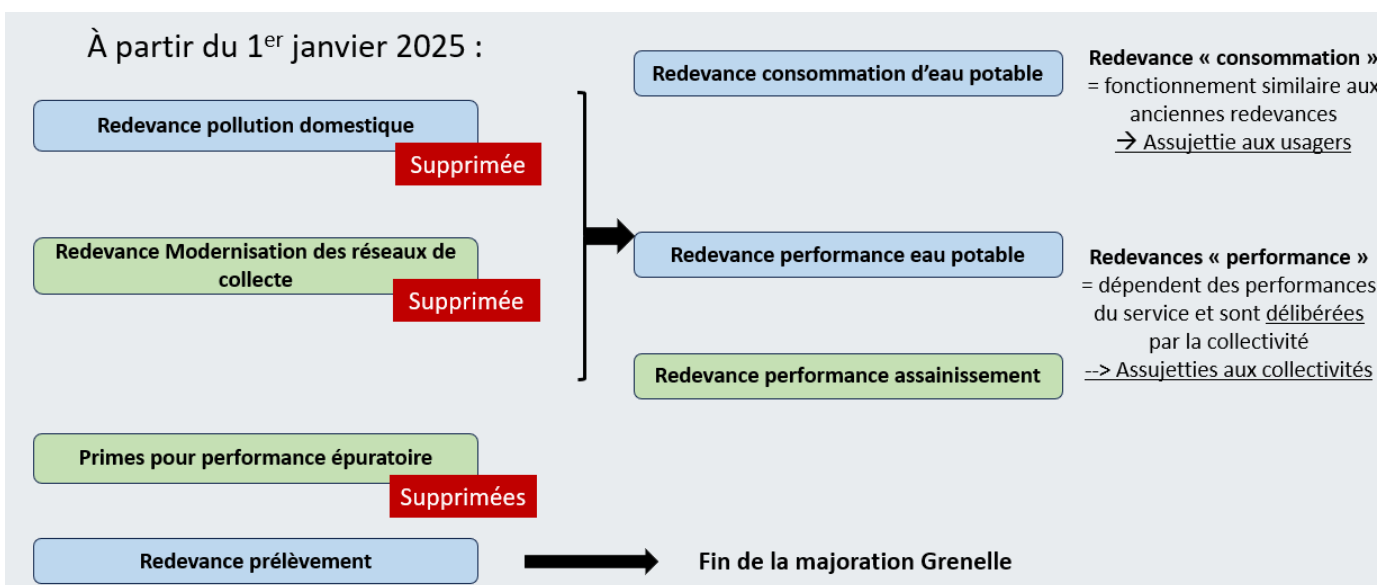 À partir du 1er janvier 2025 :
Redevance pollution domestique
Supprimée
Redevance Modernisation des réseaux de
collecte
Supprimée
Primes pour performance épuratoire
Supprimées
Redevance prélèvement
Redevance consommation d'eau potable
Redevance performance eau potable
Redevance performance assainissement
Fin de la majoration Grenelle
Redevance « consommation »
= fonctionnement similaire aux
anciennes redevances
→ Assujettie aux usagers
Redevances « performance »
= dépendent des performances
du service et sont délibérées
par la collectivité
--> Assujetties aux collectivités